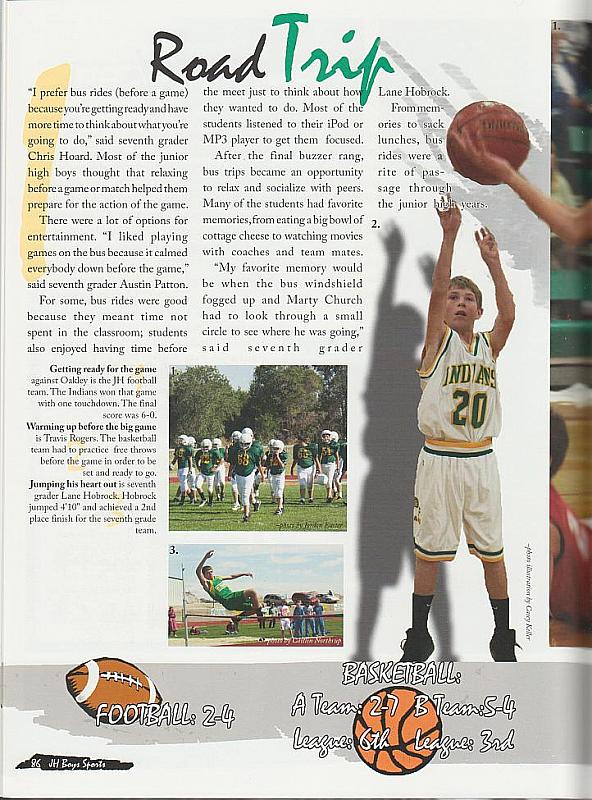 Road Trip
"I prefer bus rides (before a game)
because you're getting ready and have
more time to think about what you're
going to do," said seventh grader
Chris Hoard. Most of the junior
high boys thought that relaxing
before a game or match helped them
prepare for the action of the game.
There were a lot of options for
entertainment. "I liked playing
games on the bus because it calmed
everybody down before the game,"
said seventh grader Austin Patton.
For some, bus rides were good
because they meant time not
spent in the classroom; students
also enjoyed having time before
the meet just to think about how
they wanted to do. Most of the
students listened to their iPod or
MP3 player to get them focused.
After the final buzzer rang,
bus trips became an opportunity
to relax and socialize with peers.
Many of the students had favorite
memories, from eating a big bowl of
cottage cheese to watching movies
with coaches and team mates.
"My favorite memory would
be when the bus windshield
fogged up and Marty Church
had to look through a small
circle to see where he was going,"
said seventh grader
Lane Hobrock.
From mem-
ories to sack
lunches, bus
rides were a
rite of pas-
sage through
the junior high years.
1.
2.
Getting ready for the game
against Oakley is the JH football
team. The Indians won that game
with one touchdown. The final
score was 6-0.
Warming up before the big game
is Travis Rogers. The basketball
team had to practice free throws
before the game in order to be
set and ready to go.
Jumping his heart out is seventh
grader Lane Hobrock. Hobrock
jumped 4'10" and achieved a 2nd
place finish for the seventh grade
team.
1.
3.
~photo by Caitlin Northrup
INDIANS
20
~photo illustration by Corey Keller
FOOTBALL: 2-4
BASKETBALL:
A Team: 2-7 B Team: 5-4
League: 6th League: 3rd
86 JH Boys Sports